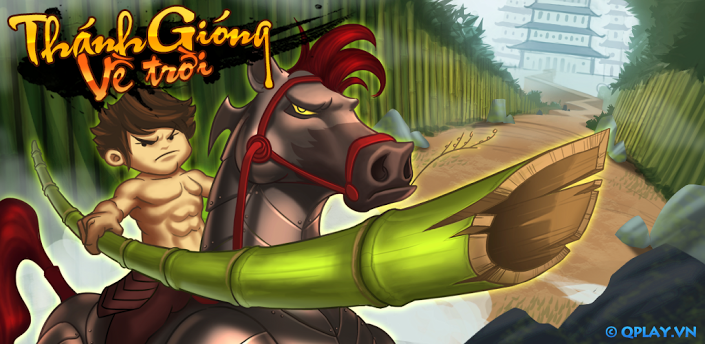 Thánh Gióng
Về trời
© QPLAY.VN